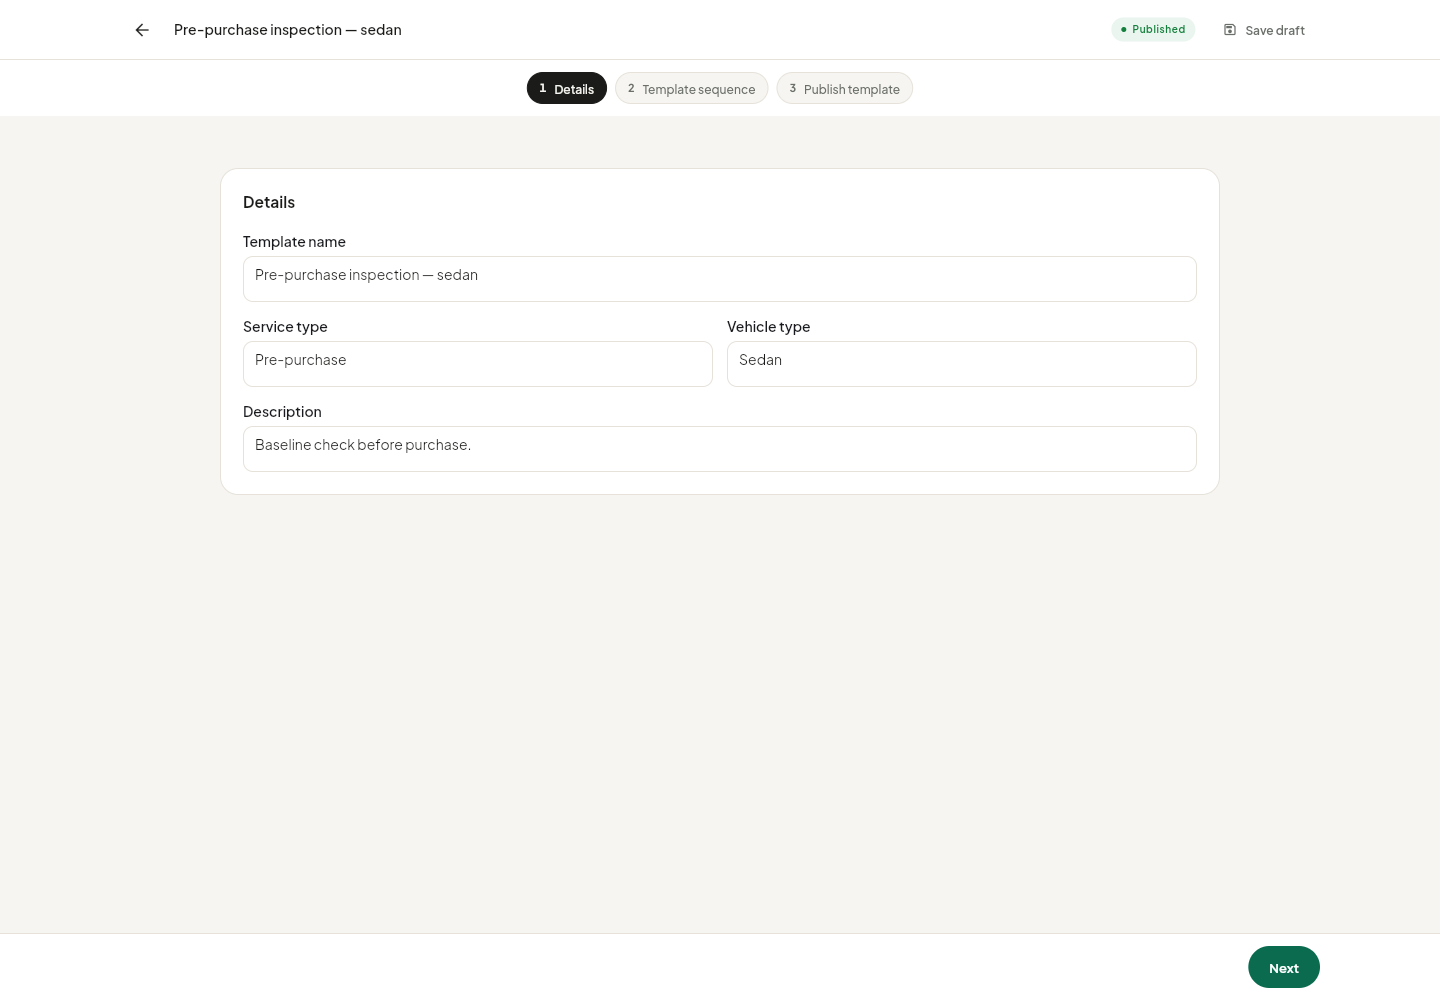 Pre-purchase inspection — sedan
Published
Save draft
1 Details
2 Template sequence
3 Publish template
Details
Template name
Pre-purchase inspection — sedan
Service type
Vehicle type
Pre-purchase
Sedan
Description
Baseline check before purchase.
Next